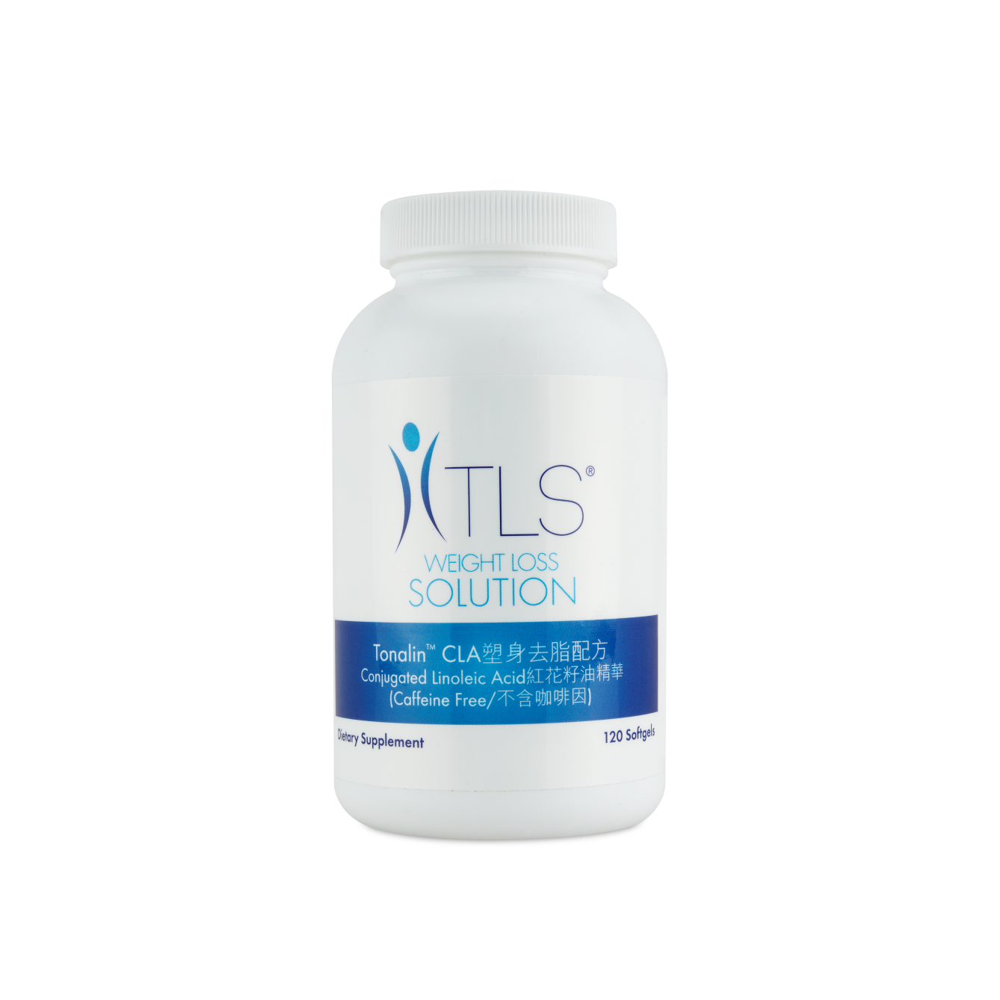 TLS®
WEIGHT LOSS
SOLUTION
Tonalin™ CLA塑身去脂配方
Conjugated Linoleic Acid紅花籽油精華
(Caffeine Free/不含咖啡因)
Dietary Supplement
120 Softgels